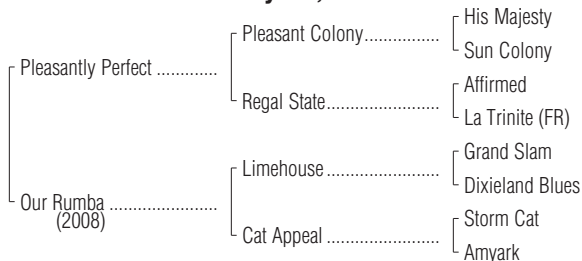 His Majesty
Pleasant Colony................
Sun Colony
Pleasantly Perfect .............
Affirmed
Regal State........................
La Trinite (FR)
Grand Slam
Limehouse ........................
Dixieland Blues
Our Rumba .......................
(2008)
Storm Cat
Cat Appeal ........................
Amyark